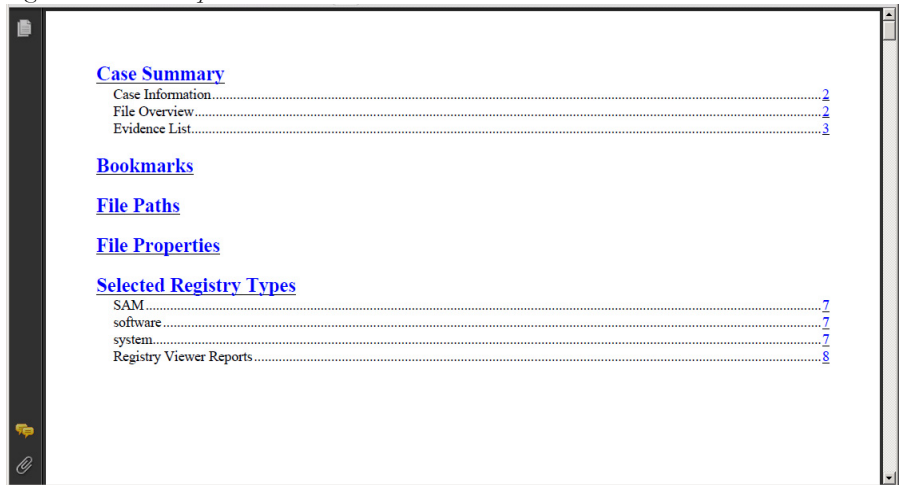 Case Summary
Case Information 2
File Overview 2
Evidence List 3
Bookmarks
File Paths
File Properties
Selected Registry Types
SAM 7
software 7
system 7
Registry Viewer Reports 8